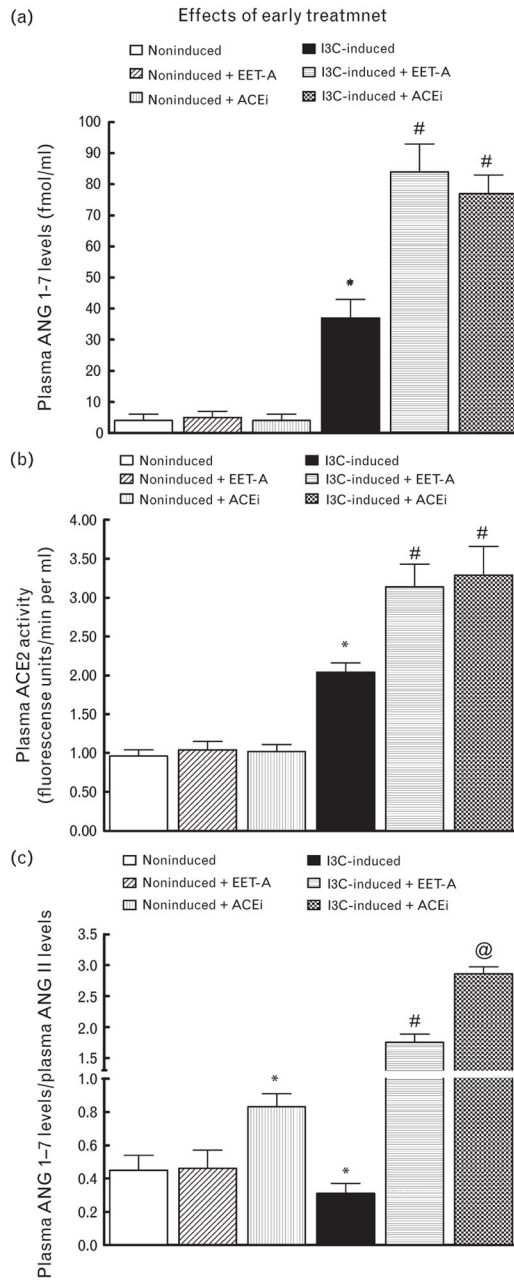 (a)
Effects of early treatmnet
Noninduced
I3C-induced
Noninduced + EET-A
I3C-induced + EET-A
Noninduced + ACEi
I3C-induced + ACEi
Plasma ANG 1-7 levels (fmol/ml)
100
90
80
70
60
50
40
30
20
10
0
*
#
#
(b)
Noninduced
I3C-induced
Noninduced + EET-A
I3C-induced + EET-A
Noninduced + ACEi
I3C-induced + ACEi
Plasma ACE2 activity
(fluorescense units/min per ml)
4.00
3.50
3.00
2.50
2.00
1.50
1.00
0.50
0.00
*
#
#
(c)
Noninduced
I3C-induced
Noninduced + EET-A
I3C-induced + EET-A
Noninduced + ACEi
I3C-induced + ACEi
Plasma ANG 1–7 levels/plasma ANG II levels
3.5
3.0
2.5
2.0
1.5
1.0
0.8
0.6
0.4
0.2
0.0
*
*
#
@